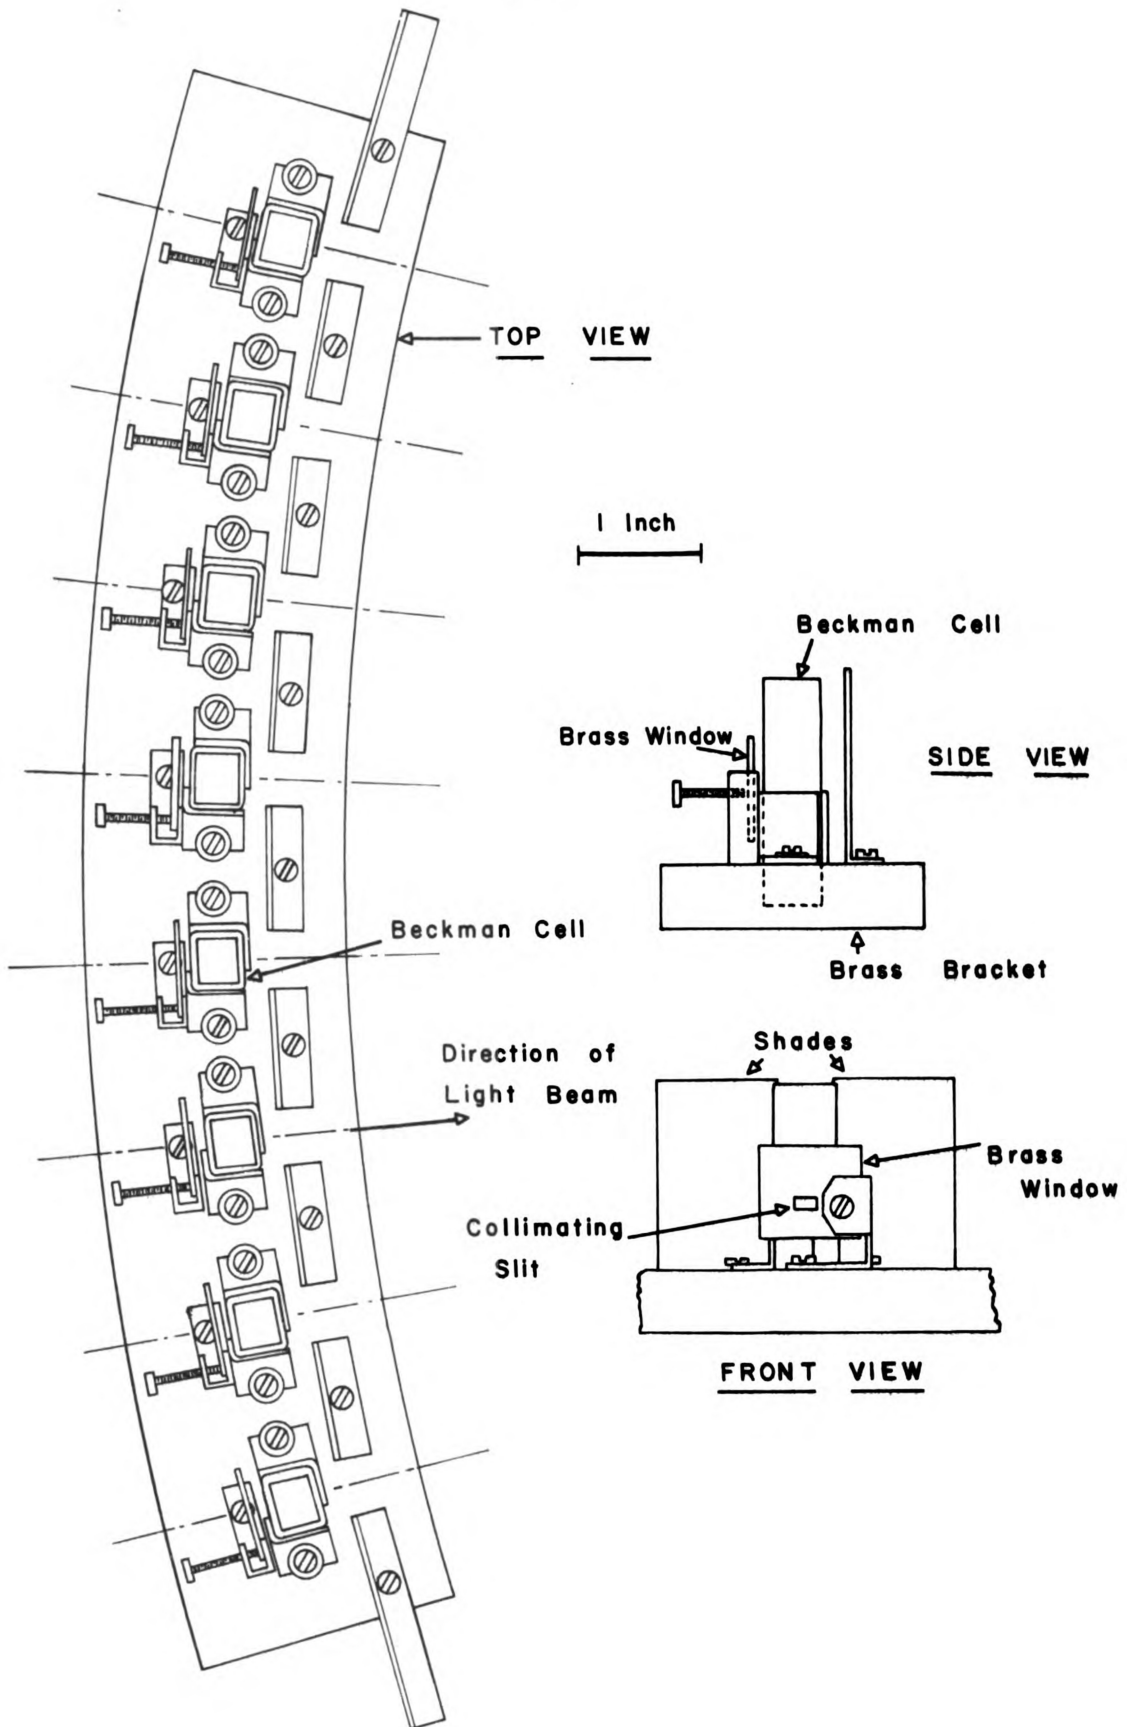 TOP VIEW
1 Inch
Beckman Cell
Brass Window
SIDE VIEW
Beckman Cell
Brass Bracket
Direction of
Light Beam
Shades
Brass
Window
Collimating
Slit
FRONT VIEW